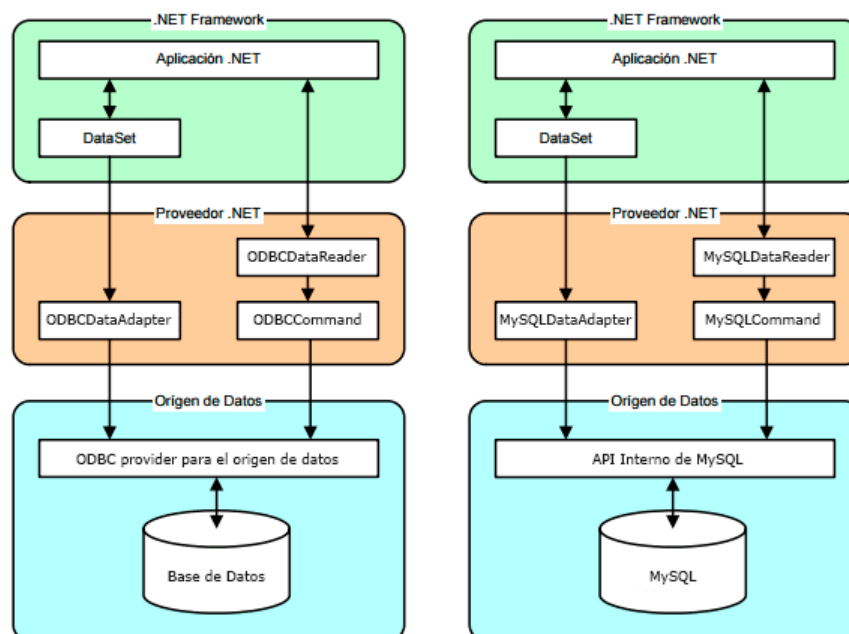 .NET Framework
Aplicación .NET
DataSet
Proveedor .NET
ODBCDataReader
ODBCDataAdapter
ODBCCommand
Orígen de Datos
ODBC provider para el origen de datos
Base de Datos
.NET Framework
Aplicación .NET
DataSet
Proveedor .NET
MySQLDataReader
MySQLDataAdapter
MySQLCommand
Orígen de Datos
API Interno de MySQL
MySQL